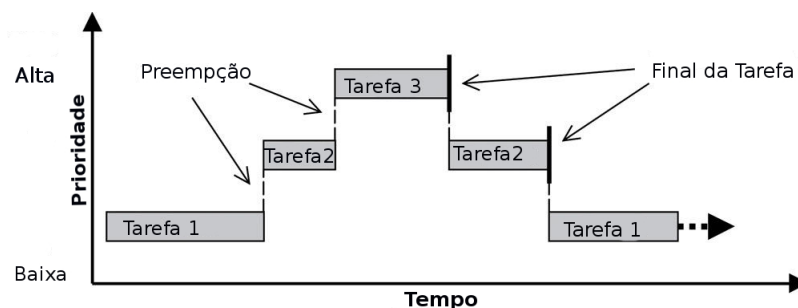 Alta
Preempção
Final da Tarefa
Tarefa 3
Prioridade
Tarefa2
Tarefa2
Tarefa 1
Tarefa 1
Baixa
Tempo